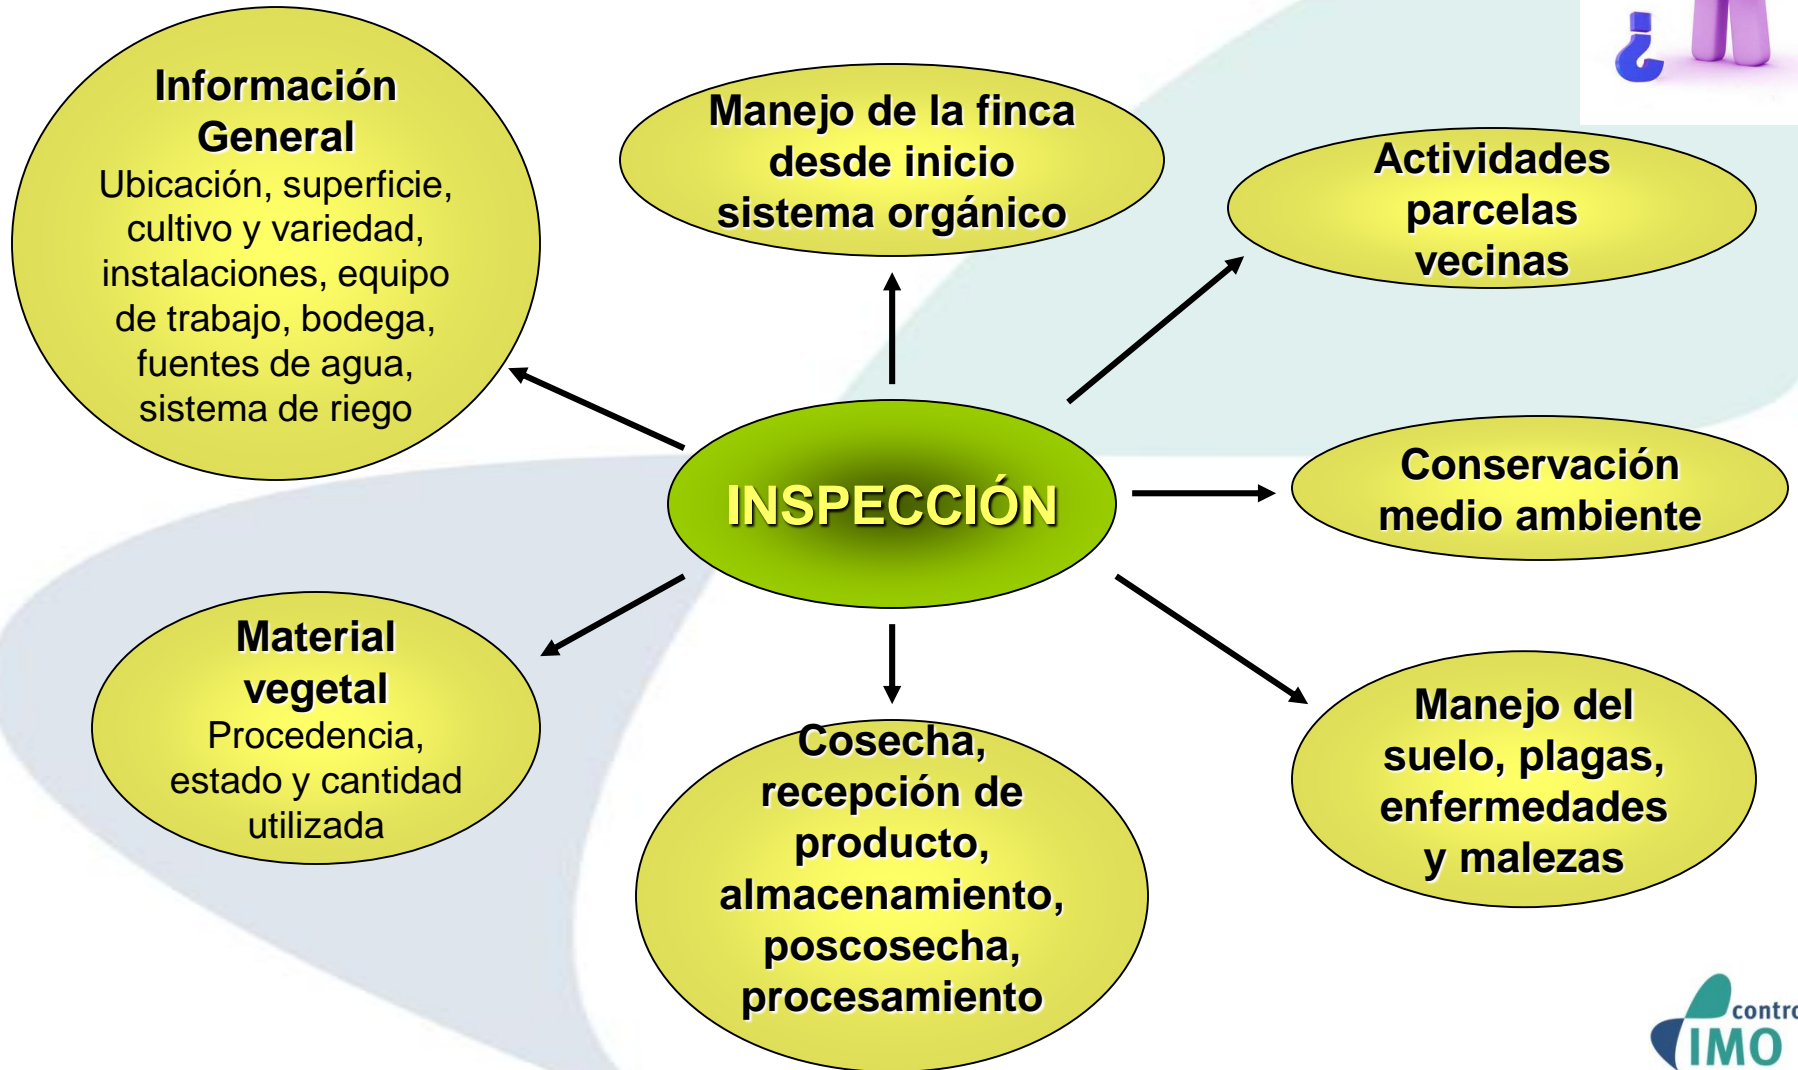 Información
General
Ubicación, superficie,
cultivo y variedad,
instalaciones, equipo
de trabajo, bodega,
fuentes de agua,
sistema de riego
Manejo de la finca
desde inicio
sistema orgánico
¿
Actividades
parcelas
vecinas
INSPECCIÓN
Conservación
medio ambiente
Material
vegetal
Procedencia,
estado y cantidad
utilizada
Cosecha,
recepción de
producto,
almacenamiento,
poscosecha,
procesamiento
Manejo del
suelo, plagas,
enfermedades
y malezas
contro
IMO